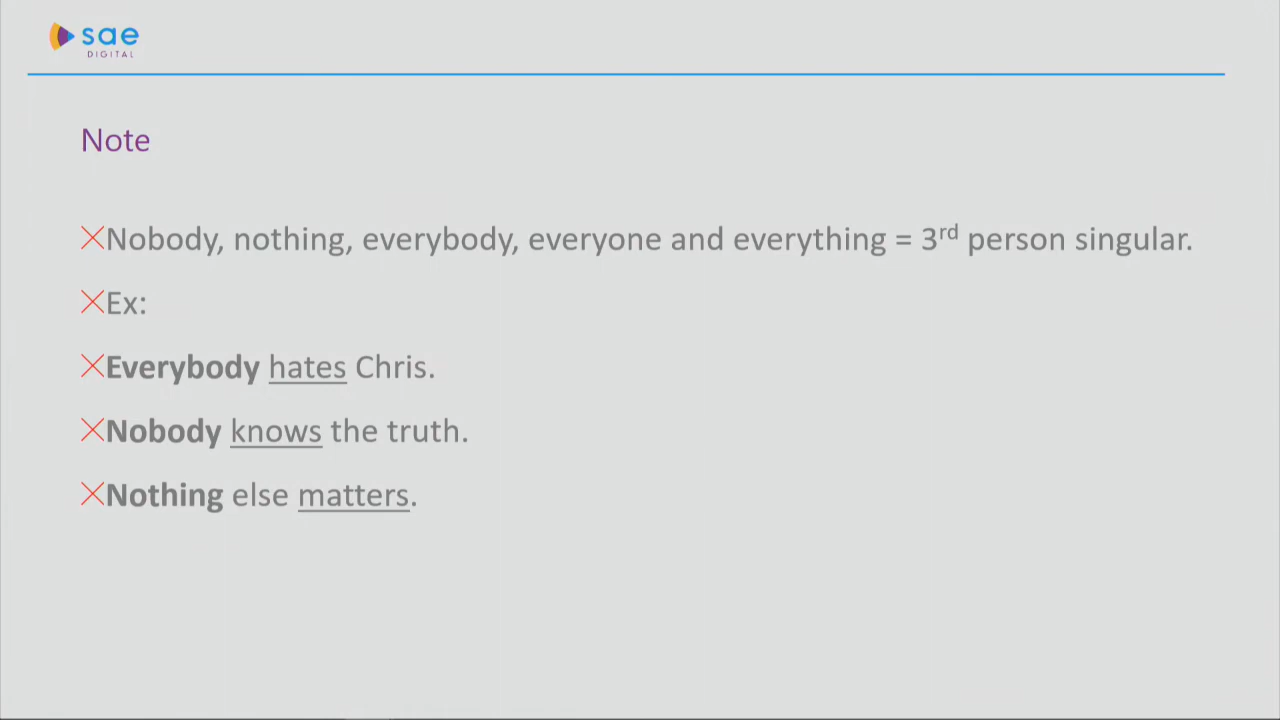 sae
DIGITAL
Note
Nobody, nothing, everybody, everyone and everything = 3rd person singular.
Ex:
Everybody hates Chris.
Nobody knows the truth.
Nothing else matters.